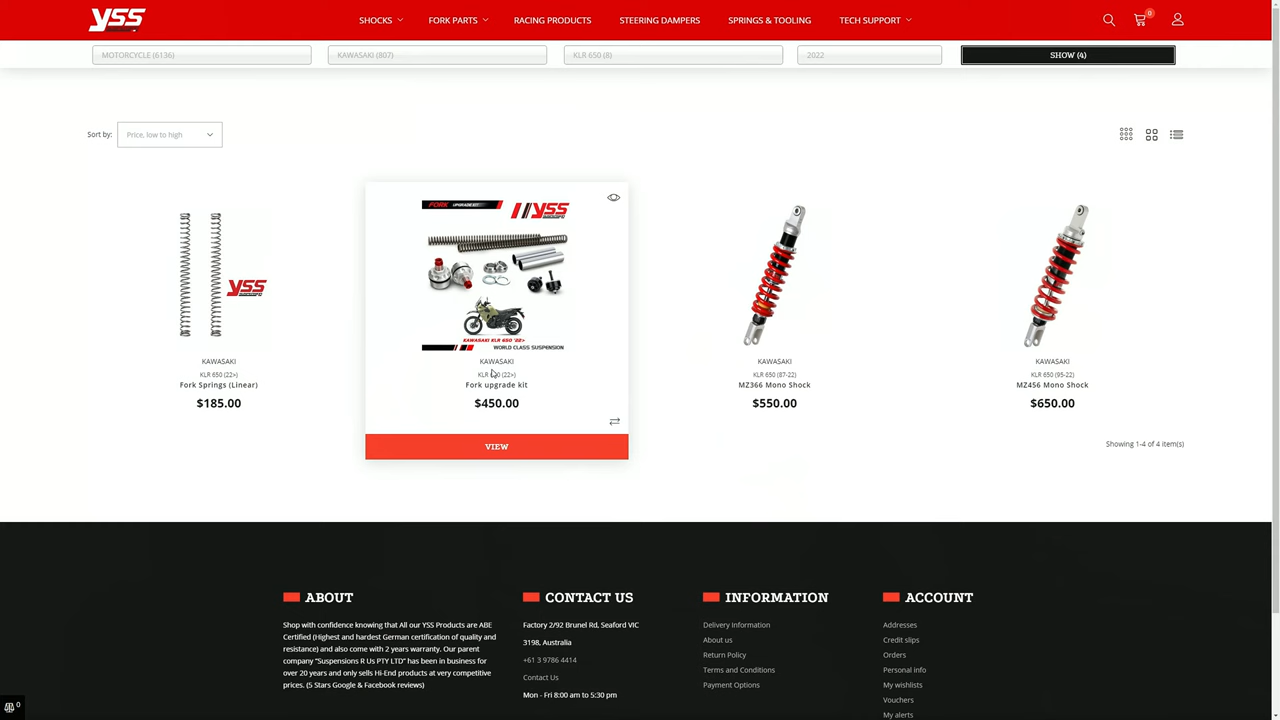 YSS
SHOCKS
FORK PARTS
RACING PRODUCTS
STEERING DAMPERS
SPRINGS & TOOLING
TECH SUPPORT
0
MOTORCYCLE (6136)
KAWASAKI (807)
KLR 650 (8)
2022
SHOW (4)
Sort by:
Price, low to high
YSS
KAWASAKI
KLR 650 (22>)
Fork Springs (Linear)
$185.00
FORK UPGRADE KIT
YSS
KAWASAKI KLR 650 '22>
WORLD CLASS SUSPENSION
KAWASAKI
KLR 650 (22>)
Fork upgrade kit
$450.00
VIEW
KAWASAKI
KLR 650 (87-22)
MZ366 Mono Shock
$550.00
KAWASAKI
KLR 650 (95-22)
MZ456 Mono Shock
$650.00
Showing 1-4 of 4 item(s)
ABOUT
Shop with confidence knowing that All our YSS Products are ABE
Certified (Highest and hardest German certification of quality and
resistance) and also come with 2 years warranty. Our parent
company "Suspensions R Us PTY LTD" has been in business for
over 20 years and only sells Hi-End products at very competitive
prices. (5 Stars Google & Facebook reviews)
CONTACT US
Factory 2/92 Brunel Rd, Seaford VIC
3198, Australia
+61 3 9786 4414
Contact Us
Mon - Fri 8:00 am to 5:30 pm
INFORMATION
Delivery Information
About us
Return Policy
Terms and Conditions
Payment Options
ACCOUNT
Addresses
Credit slips
Orders
Personal info
My wishlists
Vouchers
My alerts
0